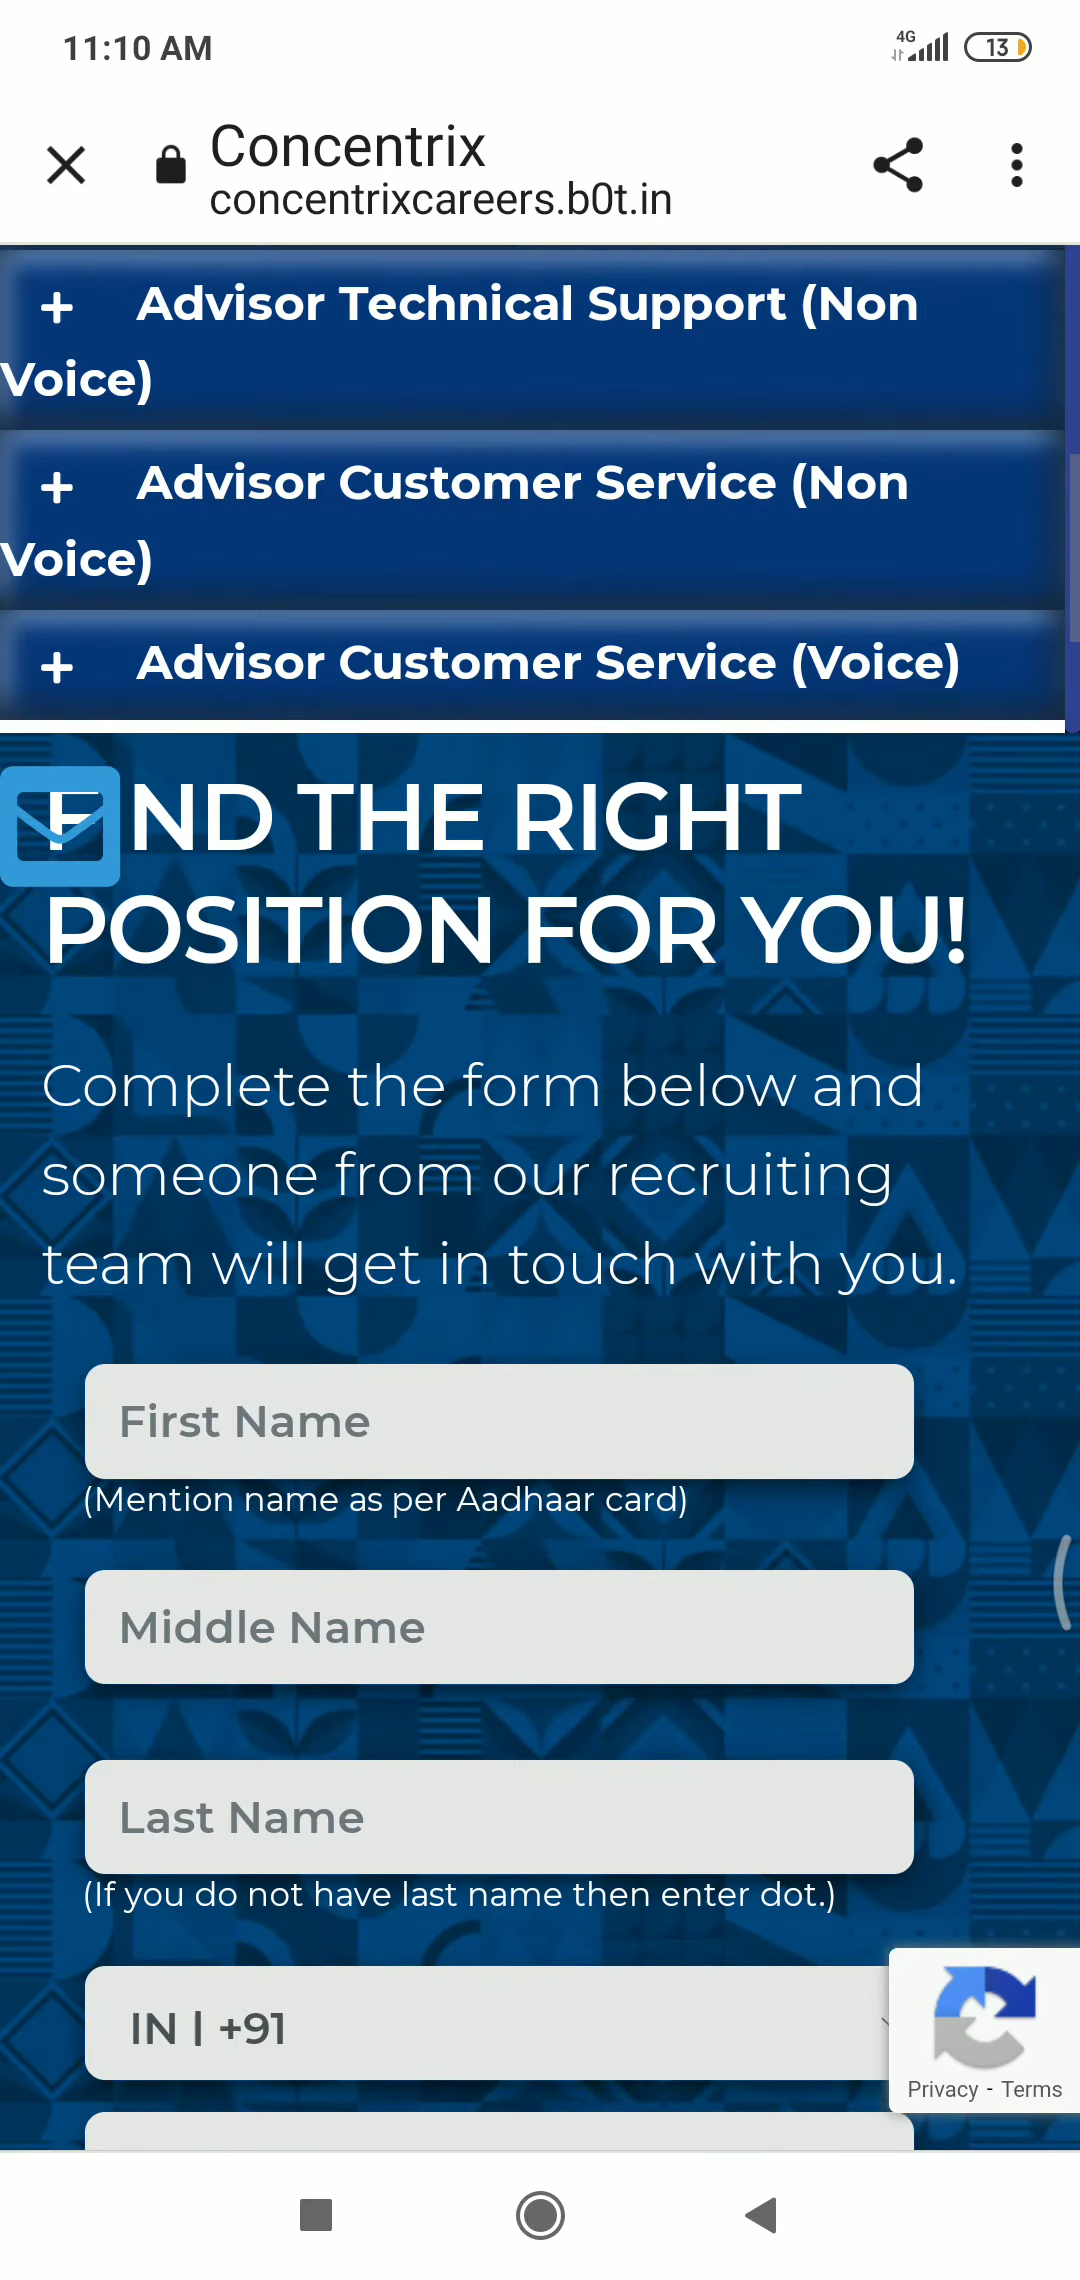 11:10 AM
4G
13
Concentrix
concentrixcareers.b0t.in
+ Advisor Technical Support (Non
Voice)
+ Advisor Customer Service (Non
Voice)
+ Advisor Customer Service (Voice)
ND THE RIGHT
POSITION FOR YOU!
Complete the form below and
someone from our recruiting
team will get in touch with you.
First Name
(Mention name as per Aadhaar card)
Middle Name
Last Name
(If you do not have last name then enter dot.)
IN | +91
Privacy - Terms